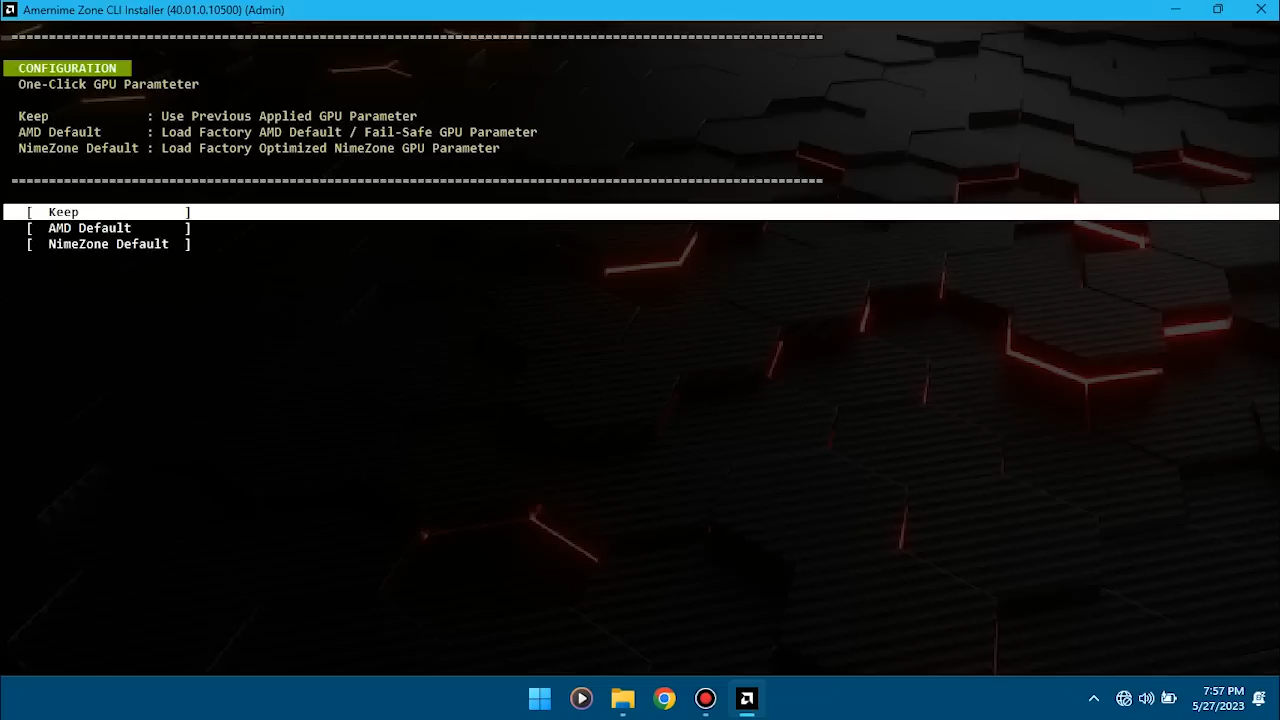 Amernime Zone CLI Installer (40.01.0.10500) (Admin)
CONFIGURATION
One-Click GPU Paramteter
Keep : Use Previous Applied GPU Parameter
AMD Default : Load Factory AMD Default / Fail-Safe GPU Parameter
NimeZone Default : Load Factory Optimized NimeZone GPU Parameter
[ Keep ]
[ AMD Default ]
[ NimeZone Default ]
7:57 PM
5/27/2023